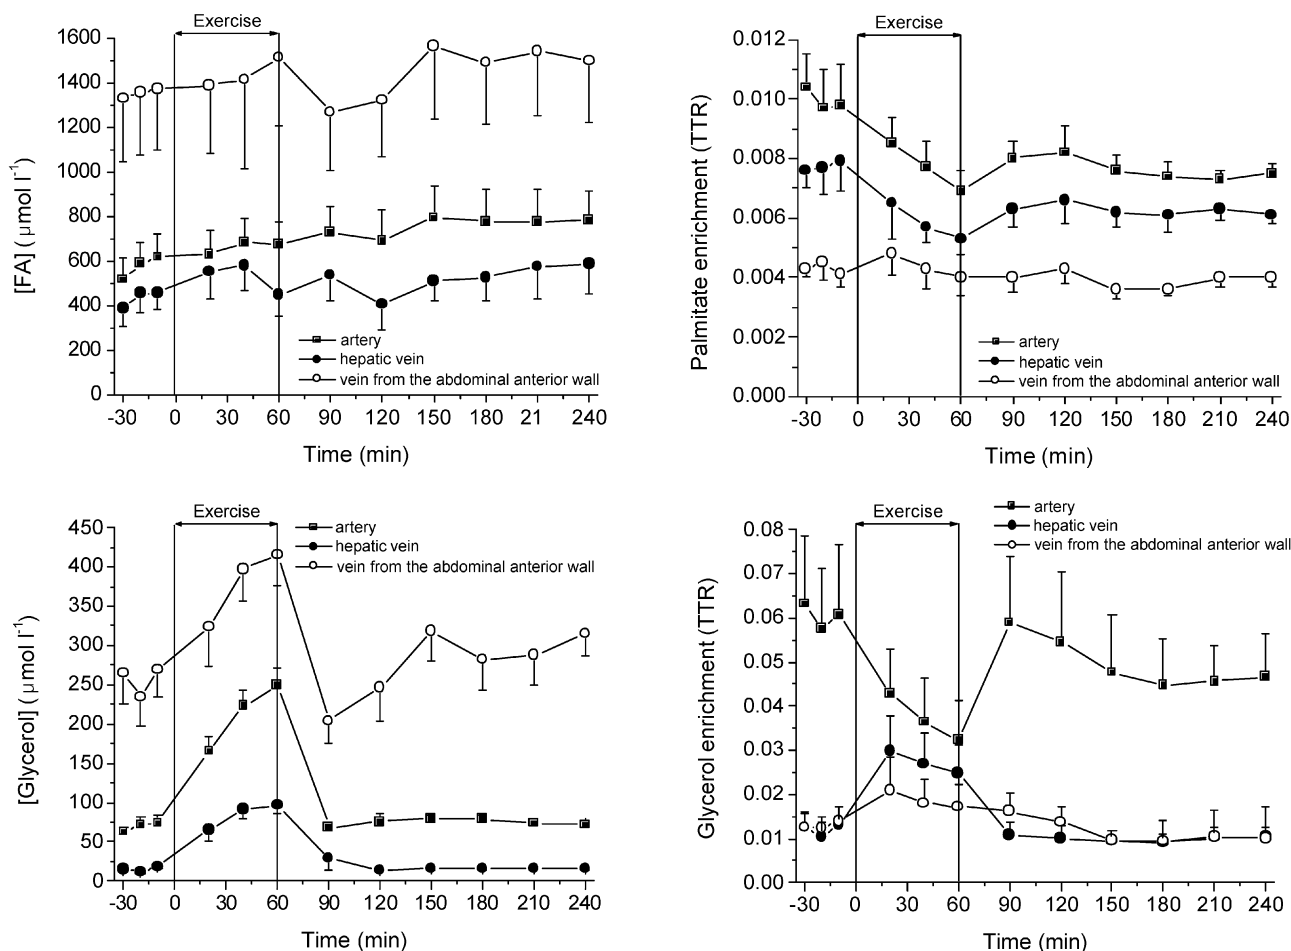 Exercise
1600
1400
1200
1000
800
600
400
200
0
[FA] ( μmol l⁻¹)
artery
hepatic vein
vein from the abdominal anterior wall
-30 0 30 60 90 120 150 180 210 240
Time (min)
Exercise
0.012
0.010
0.008
0.006
0.004
0.002
0.000
Palmitate enrichment (TTR)
artery
hepatic vein
vein from the abdominal anterior wall
-30 0 30 60 90 120 150 180 210 240
Time (min)
Exercise
artery
hepatic vein
vein from the abdominal anterior wall
450
400
350
300
250
200
150
100
50
0
[Glycerol] ( μmol l⁻¹)
-30 0 30 60 90 120 150 180 210 240
Time (min)
Exercise
artery
hepatic vein
vein from the abdominal anterior wall
0.08
0.07
0.06
0.05
0.04
0.03
0.02
0.01
0.00
Glycerol enrichment (TTR)
-30 0 30 60 90 120 150 180 210 240
Time (min)